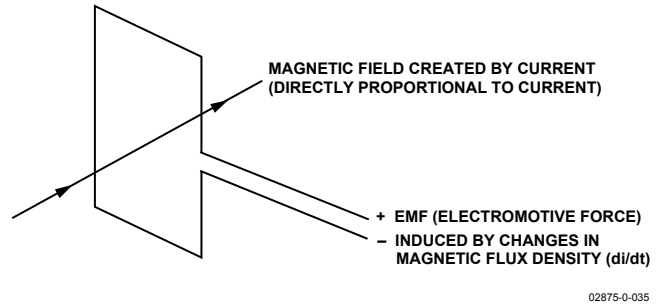 MAGNETIC FIELD CREATED BY CURRENT
(DIRECTLY PROPORTIONAL TO CURRENT)
+ EMF (ELECTROMOTIVE FORCE)
– INDUCED BY CHANGES IN
MAGNETIC FLUX DENSITY (di/dt)
02875-0-035